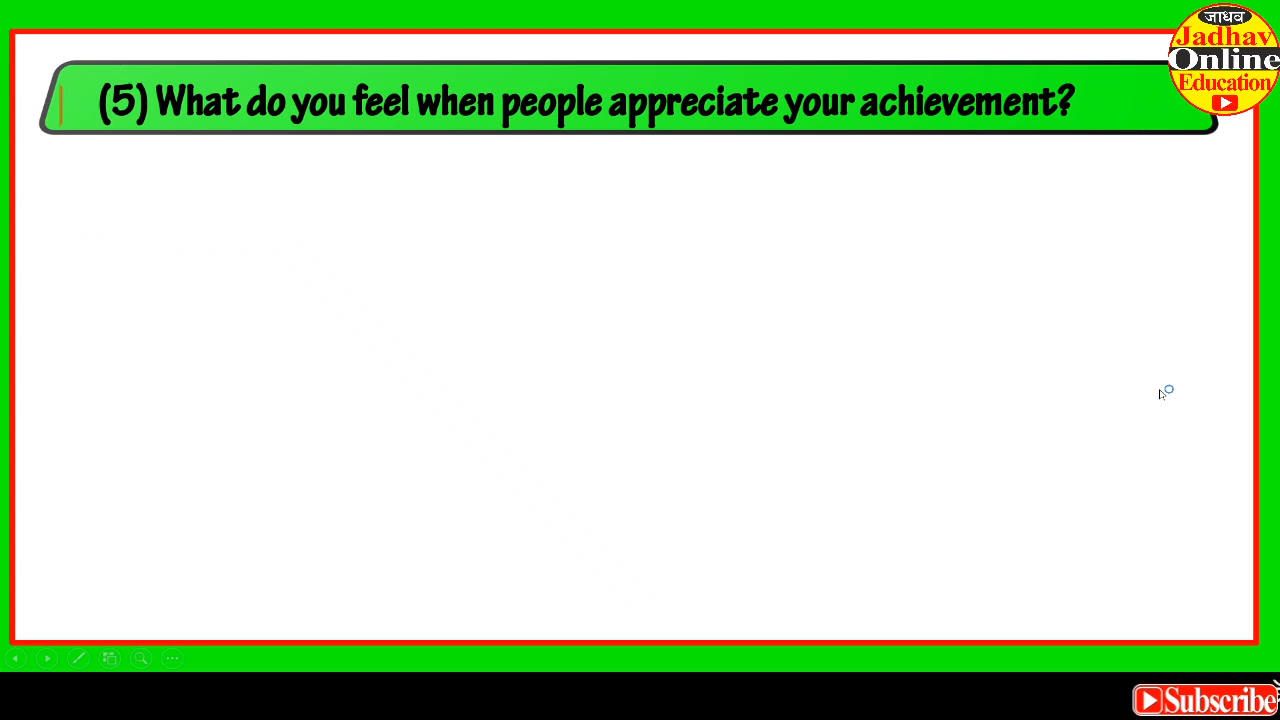 जाधव
Jadhav
Online
Education
(5) What do you feel when people appreciate your achievement?
Subscribe